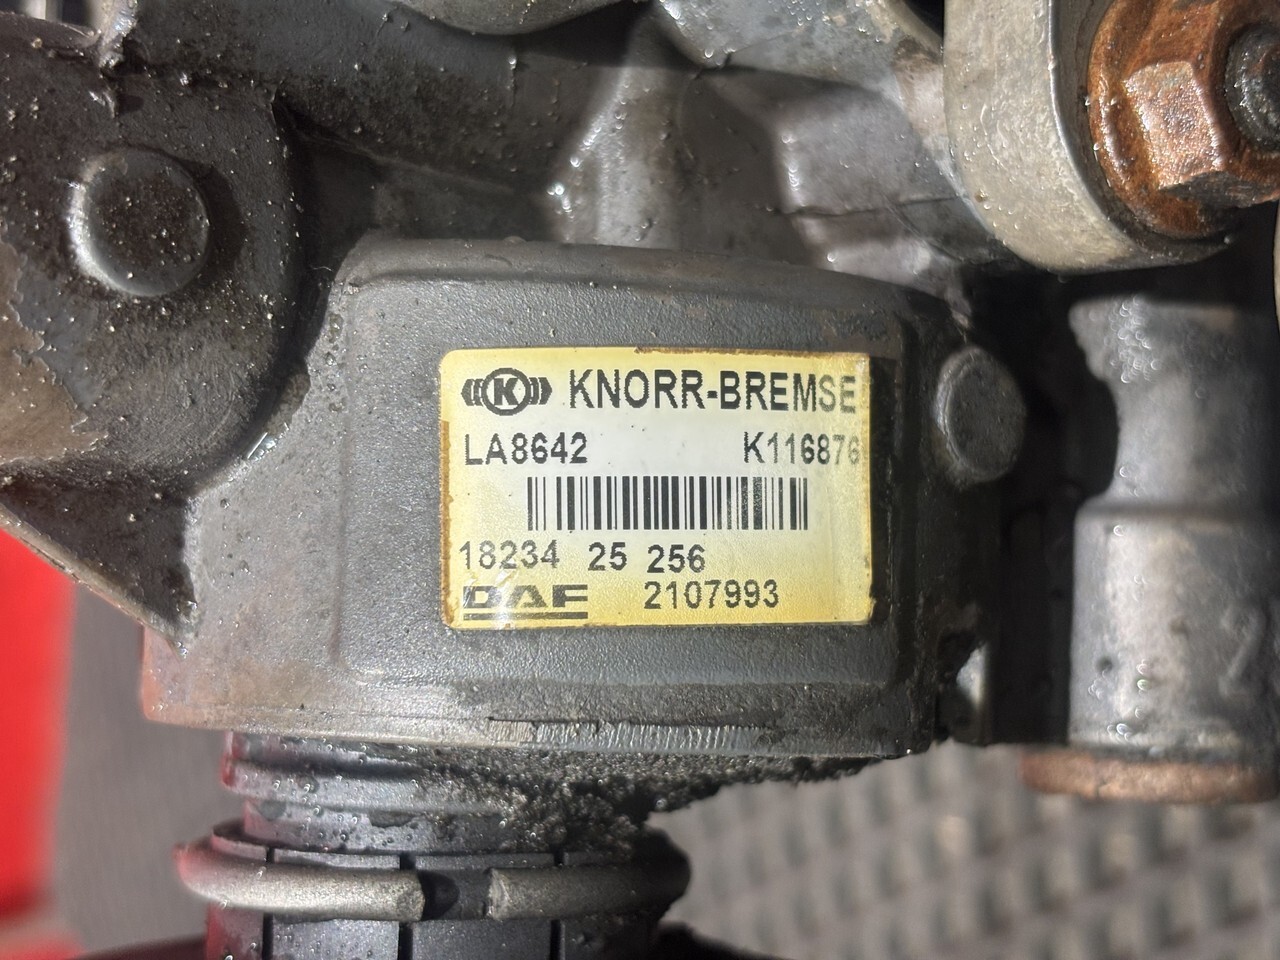 K KNORR-BREMSE
LA8642 K116876
18234 25 256
DAF 2107993